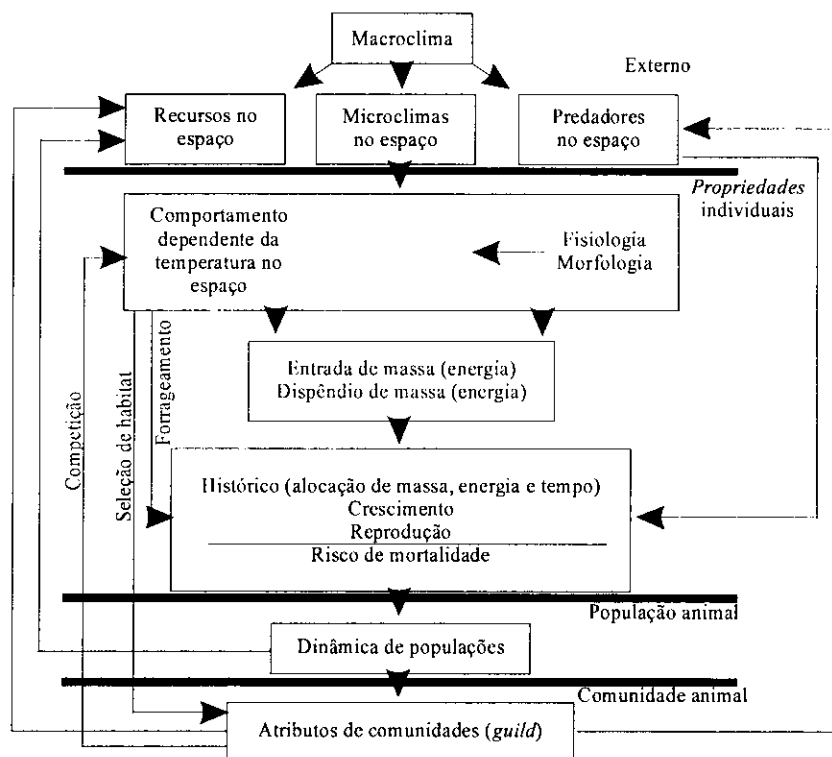 Macroclima
Externo
Recursos no
espaço
Microclimas
no espaço
Predadores
no espaço
Propriedades
individuais
Comportamento
dependente da
temperatura no
espaço
Fisiologia
Morfologia
Competição
Seleção de habitat
Forrageamento
Entrada de massa (energia)
Dispêndio de massa (energia)
Histórico (alocação de massa, energia e tempo)
Crescimento
Reprodução
Risco de mortalidade
População animal
Dinâmica de populações
Comunidade animal
Atributos de comunidades (guild)